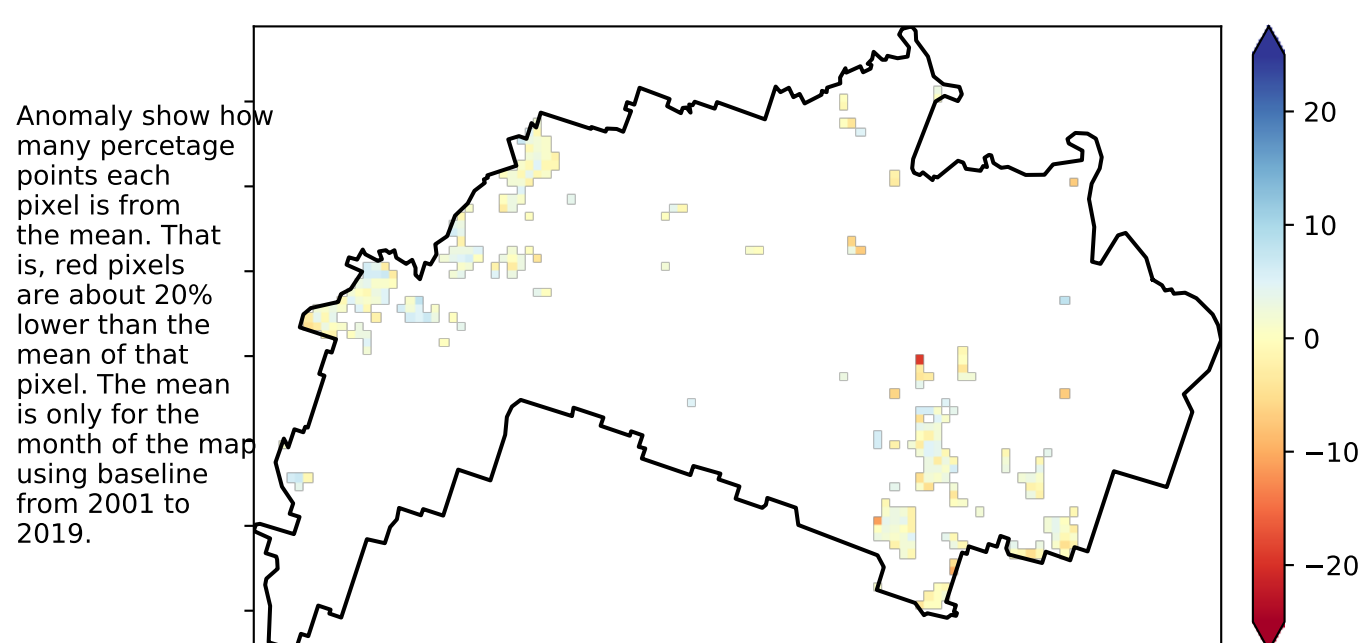 Anomaly show how
many percetage
points each
pixel is from
the mean. That
is, red pixels
are about 20%
lower than the
mean of that
pixel. The mean
is only for the
month of the map
using baseline
from 2001 to
2019.
20
10
0
−10
−20